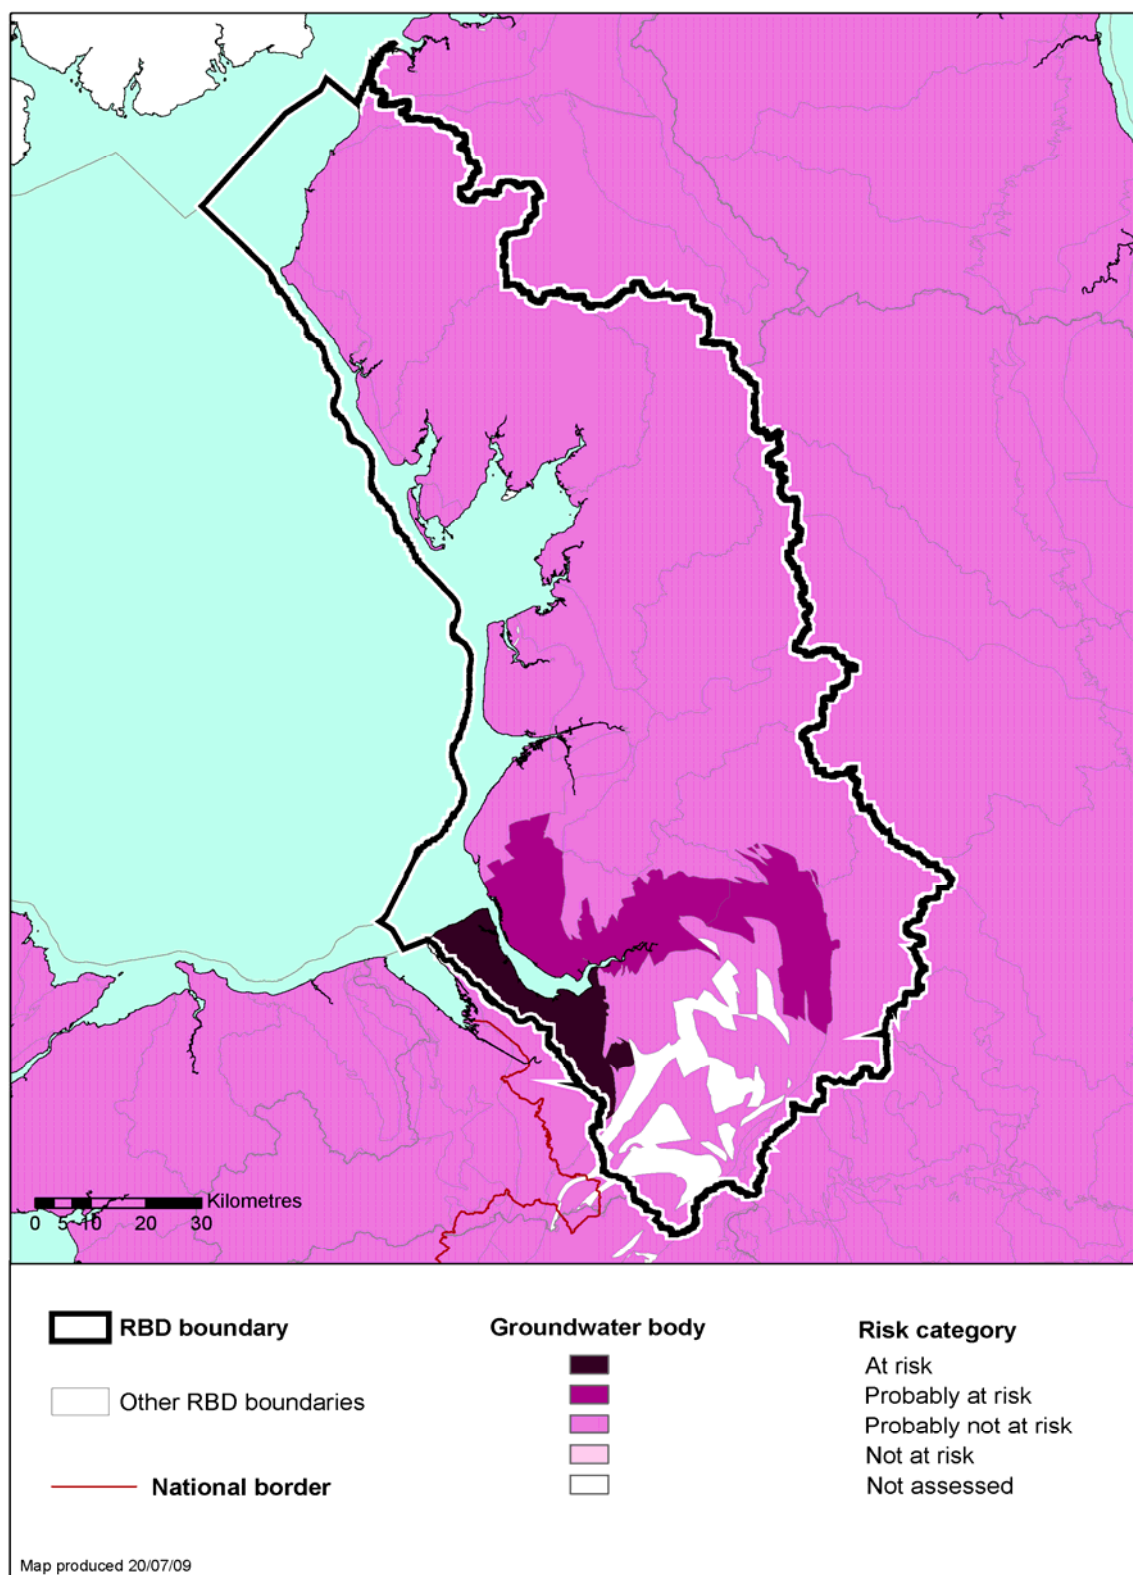 Kilometres
0 5 10 20 30
RBD boundary
Groundwater body
Risk category
At risk
Probably at risk
Other RBD boundaries
Probably not at risk
Not at risk
National border
Not assessed
Map produced 20/07/09